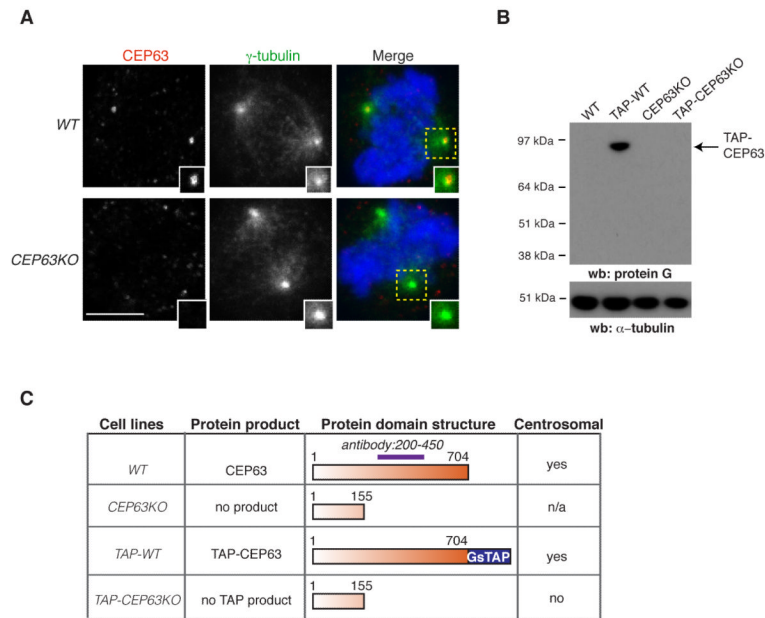 A
CEP63
γ-tubulin
Merge
WT
CEP63KO
B
WT
TAP-WT
CEP63KO
TAP-CEP63KO
97 kDa
64 kDa
51 kDa
38 kDa
TAP-
CEP63
wb: protein G
51 kDa
wb: α-tubulin
C
Cell lines Protein product Protein domain structure Centrosomal
antibody:200-450
1 704
WT CEP63 yes
1 155
CEP63KO no product n/a
704
1
TAP-WT TAP-CEP63 GsTAP yes
1 155
TAP-CEP63KO no TAP product no